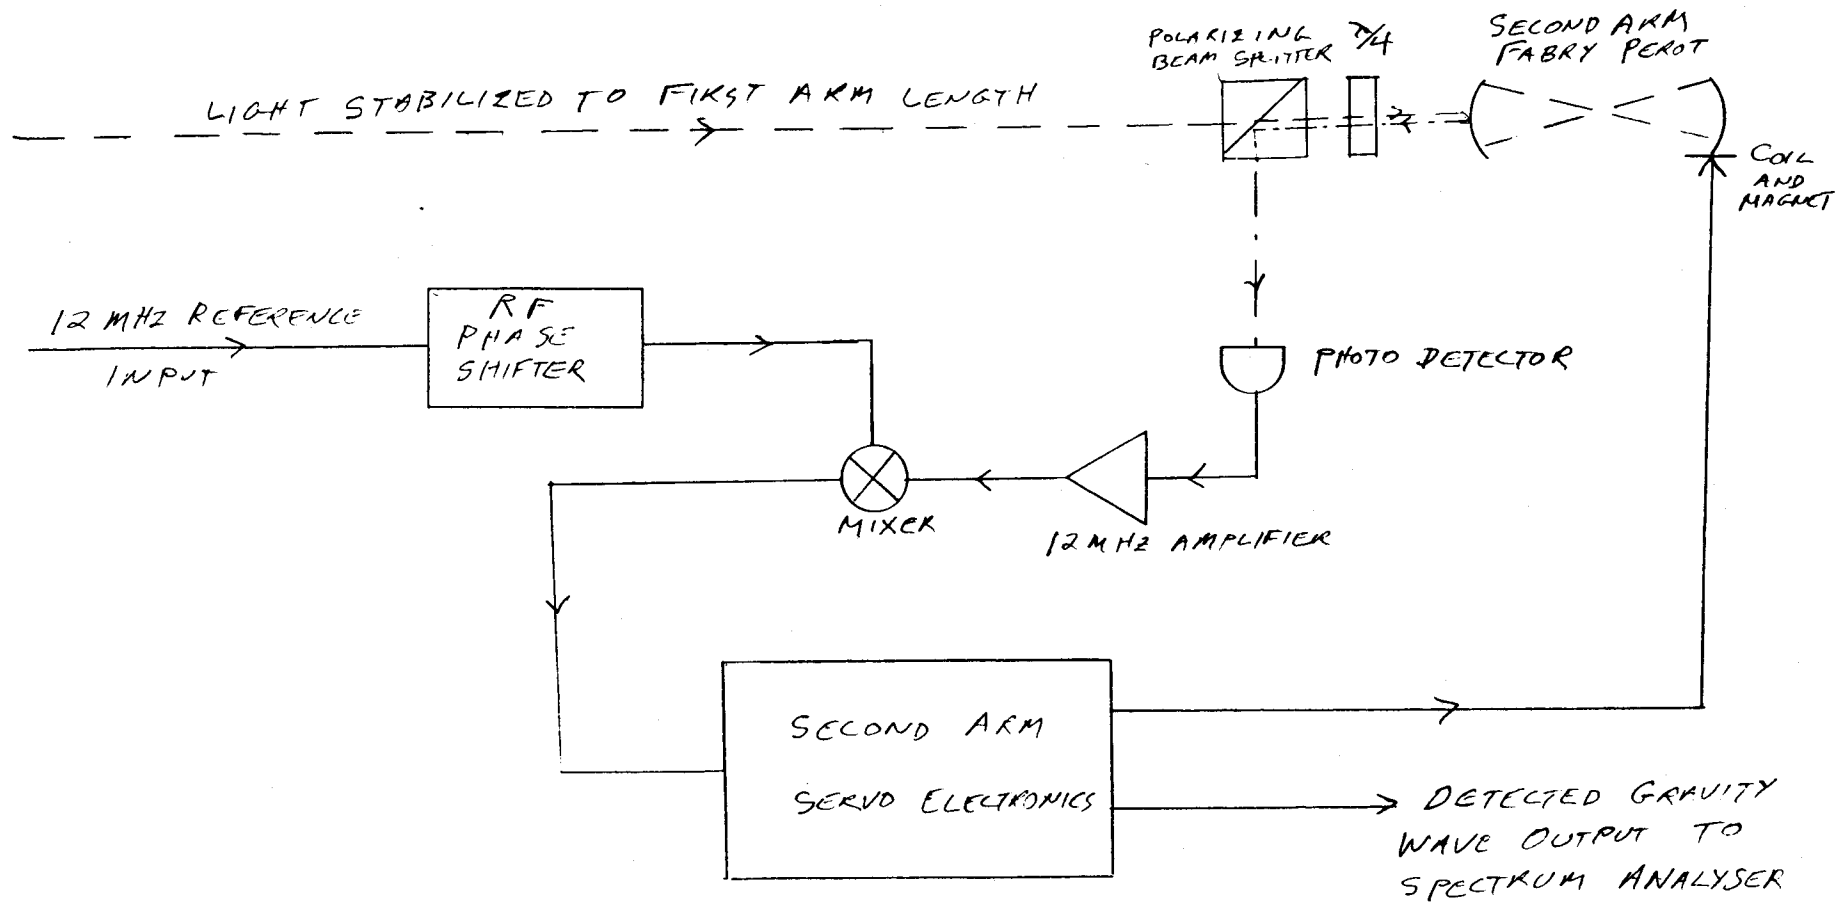 POLARIZING
BEAM SPLITTER
λ/4
SECOND ARM
FABRY PEROT
LIGHT STABILIZED TO FIRST ARM LENGTH
COIL
AND
MAGNET
12 MHZ REFERENCE
INPUT
RF
PHASE
SHIFTER
PHOTO DETECTOR
MIXER
12 MHZ AMPLIFIER
SECOND ARM
SERVO ELECTRONICS
DETECTED GRAVITY
WAVE OUTPUT TO
SPECTRUM ANALYSER